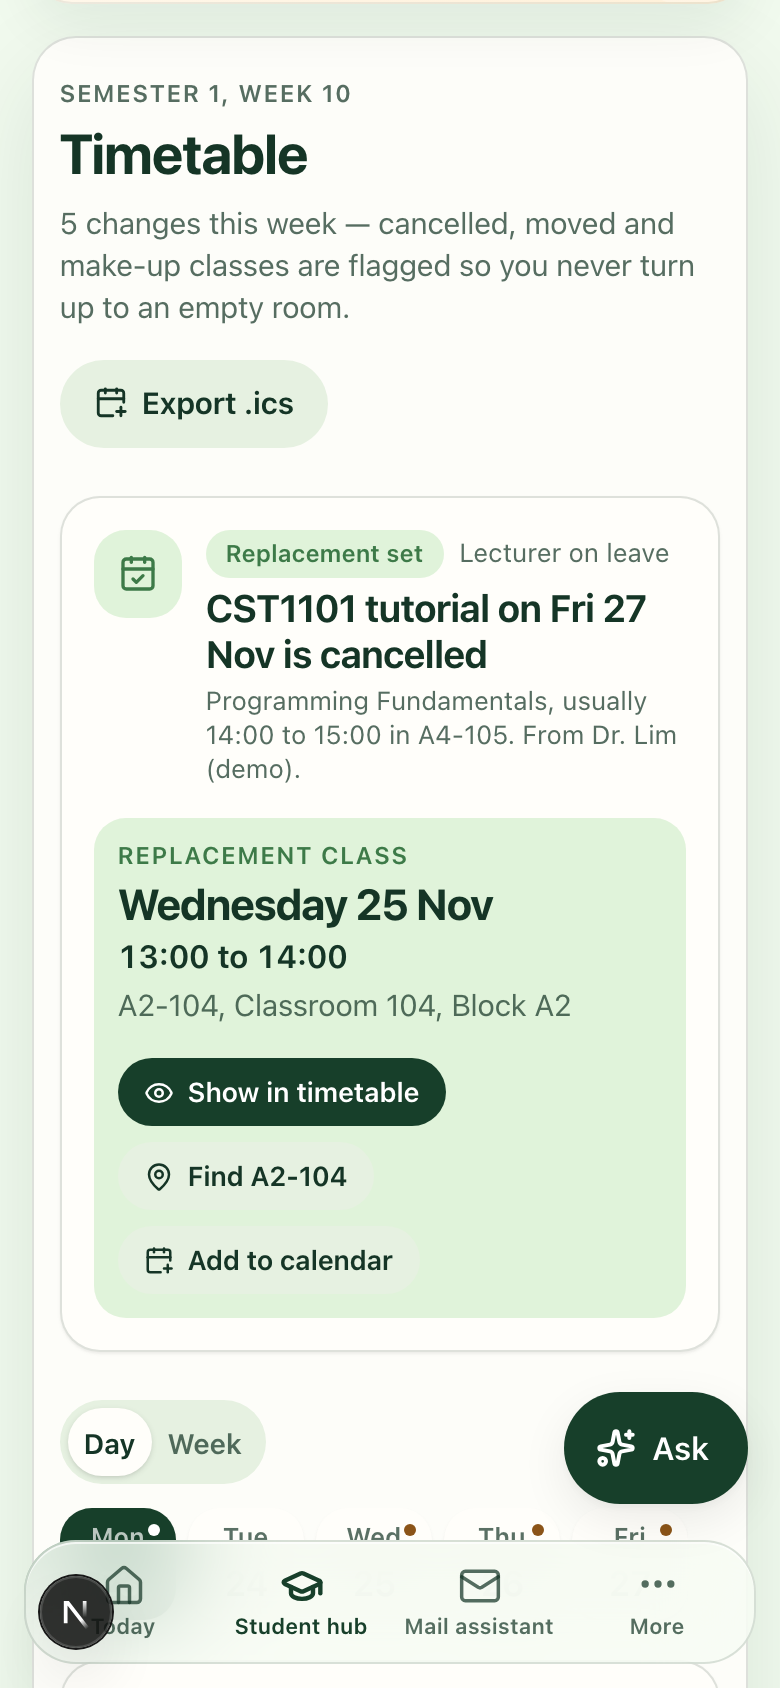 SEMESTER 1, WEEK 10
Timetable
5 changes this week — cancelled, moved and
make-up classes are flagged so you never turn
up to an empty room.
Export .ics
Replacement set
Lecturer on leave
CST1101 tutorial on Fri 27
Nov is cancelled
Programming Fundamentals, usually
14:00 to 15:00 in A4-105. From Dr. Lim
(demo).
REPLACEMENT CLASS
Wednesday 25 Nov
13:00 to 14:00
A2-104, Classroom 104, Block A2
Show in timetable
Find A2-104
Add to calendar
Day
Week
Ask
Mon
Tue
Wed
Thu
Fri
N
Today
Student hub
Mail assistant
More